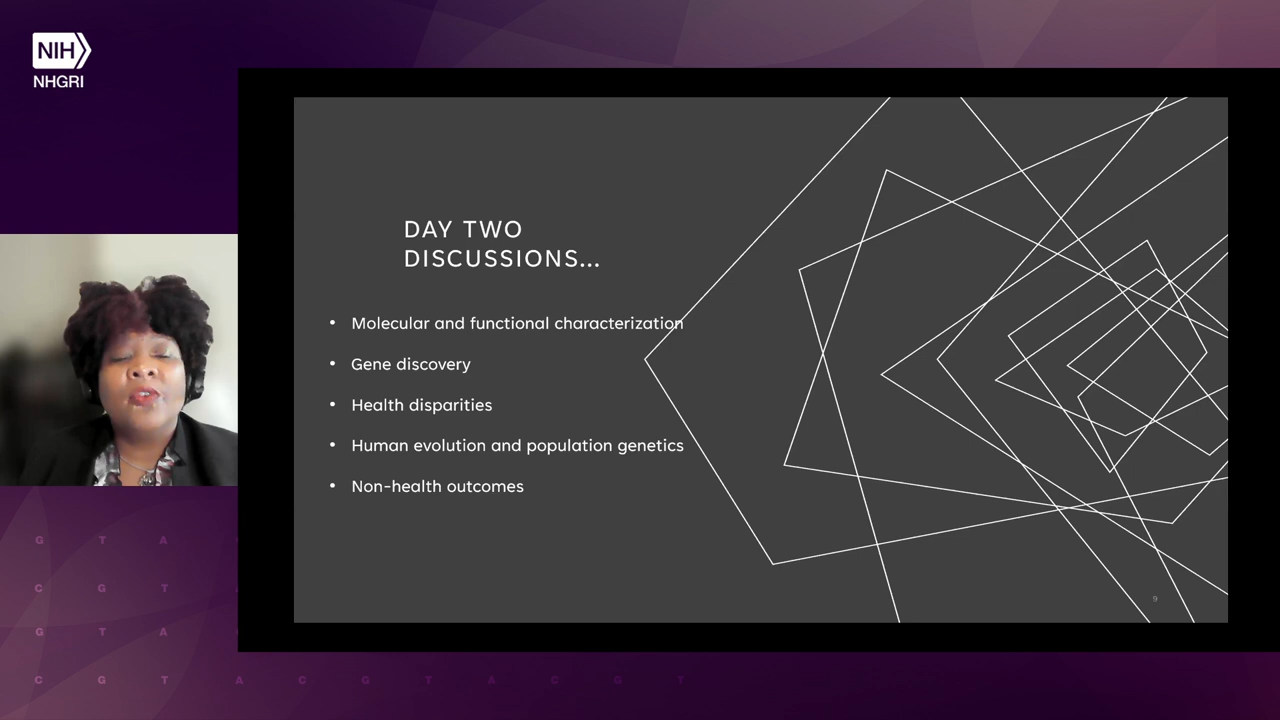 NIH
NHGRI
DAY TWO
DISCUSSIONS...
• Molecular and functional characterization
• Gene discovery
• Health disparities
• Human evolution and population genetics
• Non-health outcomes
9
G T A
C G T
G T A
C G T A C G T A C G T